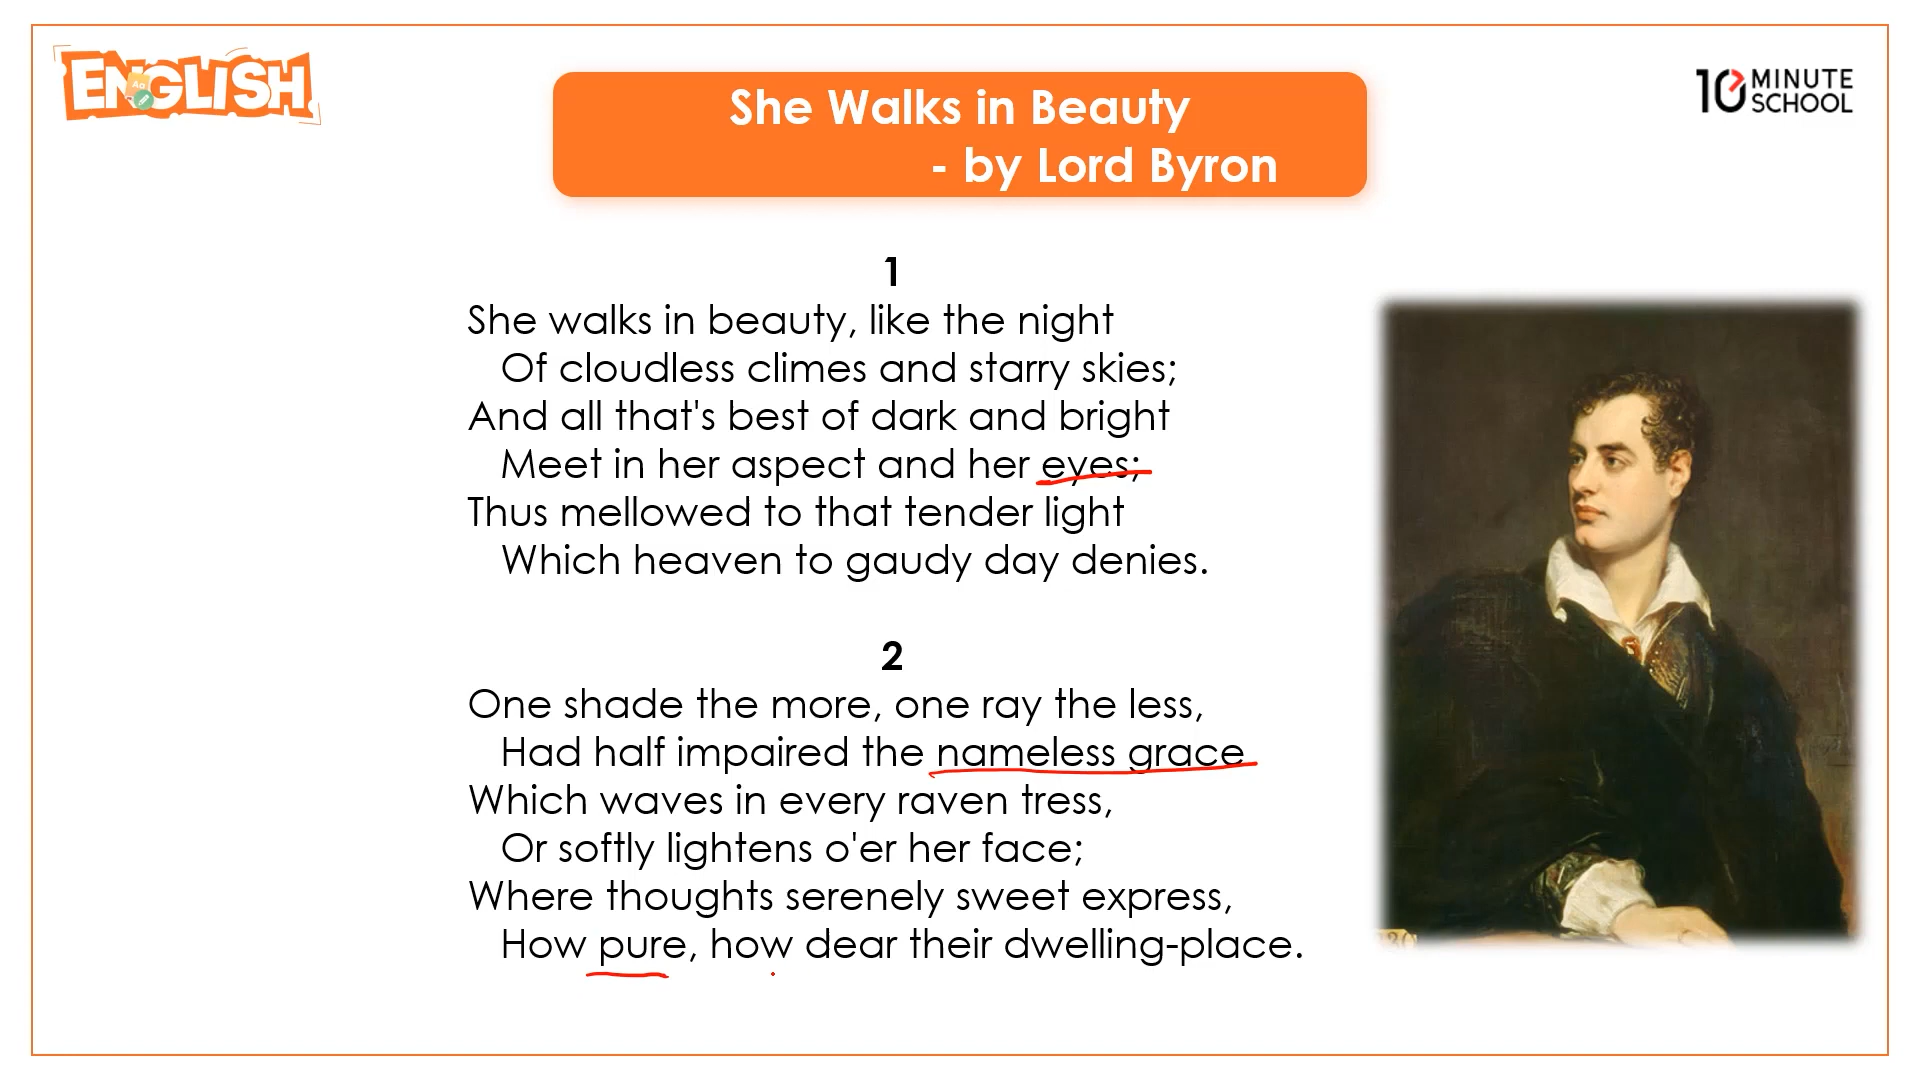 ENGLISH
10 MINUTE
SCHOOL
She Walks in Beauty
- by Lord Byron
1
She walks in beauty, like the night
Of cloudless climes and starry skies;
And all that's best of dark and bright
Meet in her aspect and her eyes;
Thus mellowed to that tender light
Which heaven to gaudy day denies.
2
One shade the more, one ray the less,
Had half impaired the nameless grace
Which waves in every raven tress,
Or softly lightens o'er her face;
Where thoughts serenely sweet express,
How pure, how dear their dwelling-place.